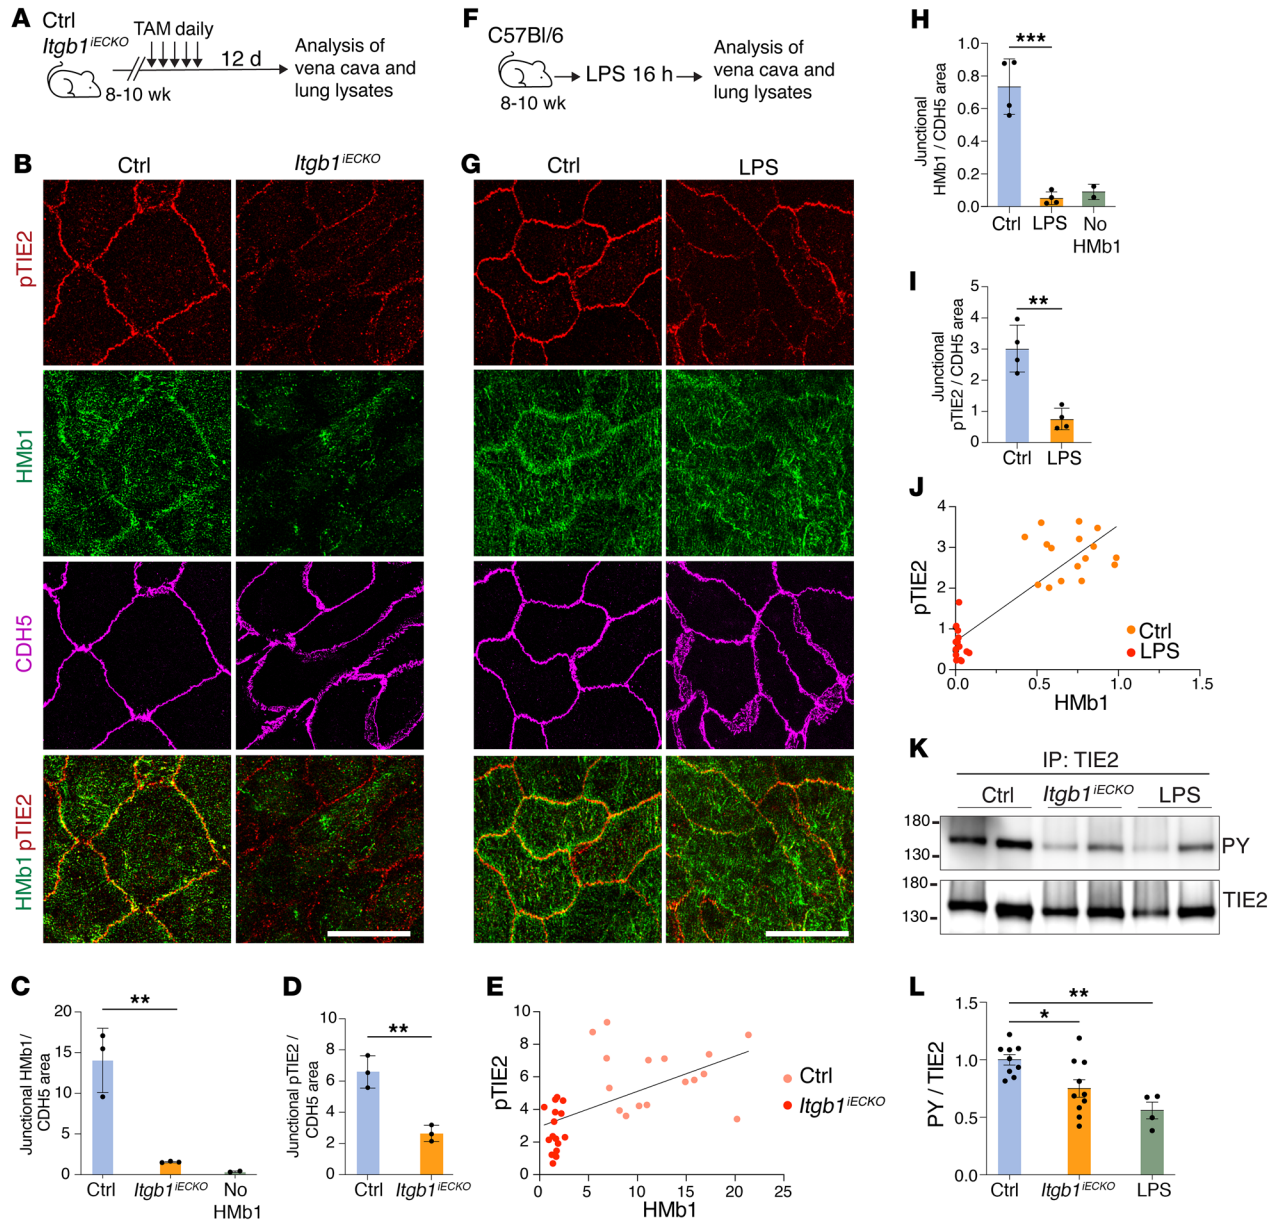 A
Ctrl
Itgb1iECKO
TAM daily
12 d
8-10 wk
Analysis of
vena cava and
lung lysates
F
C57Bl/6
LPS 16 h
8-10 wk
Analysis of
vena cava and
lung lysates
B
Ctrl
Itgb1iECKO
pTIE2
HMb1
CDH5
HMb1 pTIE2
G
Ctrl
LPS
C
Junctional HMb1/
CDH5 area
20
15
10
5
0
**
Ctrl
Itgb1iECKO
No
HMb1
D
Junctional pTIE2 /
CDH5 area
10
8
6
4
2
0
**
Ctrl
Itgb1iECKO
E
pTIE2
10
8
6
4
2
0
0
5
10
15
20
25
HMb1
Ctrl
Itgb1iECKO
H
Junctional
HMb1 / CDH5 area
1.0
0.8
0.6
0.4
0.2
0.0
***
Ctrl
LPS
No
HMb1
I
Junctional
pTIE2 / CDH5 area
5
4
3
2
1
0
**
Ctrl
LPS
J
pTIE2
4
3
2
1
0
0.0
0.5
1.0
1.5
HMb1
Ctrl
LPS
K
IP: TIE2
Ctrl
Itgb1iECKO
LPS
180
130
PY
180
130
TIE2
L
PY / TIE2
1.5
1.0
0.5
0.0
**
*
Ctrl
Itgb1iECKO
LPS